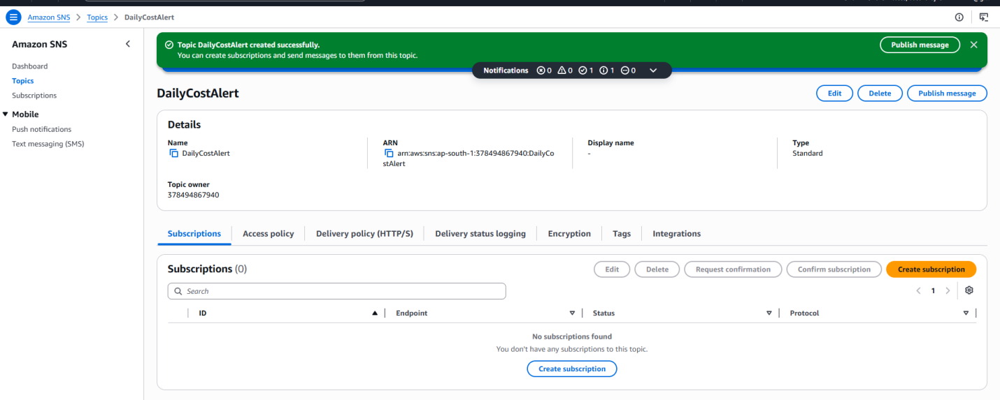 Amazon SNS > Topics > DailyCostAlert
Amazon SNS
Dashboard
Topics
Subscriptions
Mobile
Push notifications
Text messaging (SMS)
Topic DailyCostAlert created successfully.
You can create subscriptions and send messages to them from this topic.
Publish message
Notifications 0 0 1 1 0
DailyCostAlert
Edit Delete Publish message
Details
Name
DailyCostAlert
ARN
arn:aws:sns:ap-south-1:378494867940:DailyCo
stAlert
Display name
-
Type
Standard
Topic owner
378494867940
Subscriptions Access policy Delivery policy (HTTP/S) Delivery status logging Encryption Tags Integrations
Subscriptions (0)
Edit Delete Request confirmation Confirm subscription Create subscription
Search
1
ID Endpoint Status Protocol
No subscriptions found
You don't have any subscriptions to this topic.
Create subscription